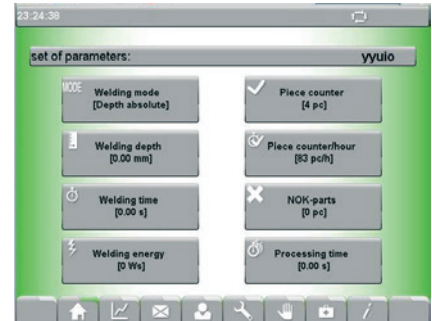 23:24:38
set of parameters: yyulo
MODE Welding mode
[Depth absolute]
Piece counter
[4 pc]
Welding depth
[0.00 mm]
Piece counter/hour
[83 pc/h]
Welding time
[0.00 s]
NOK-parts
[0 pc]
Welding energy
[0 Ws]
Processing time
[0.00 s]
i